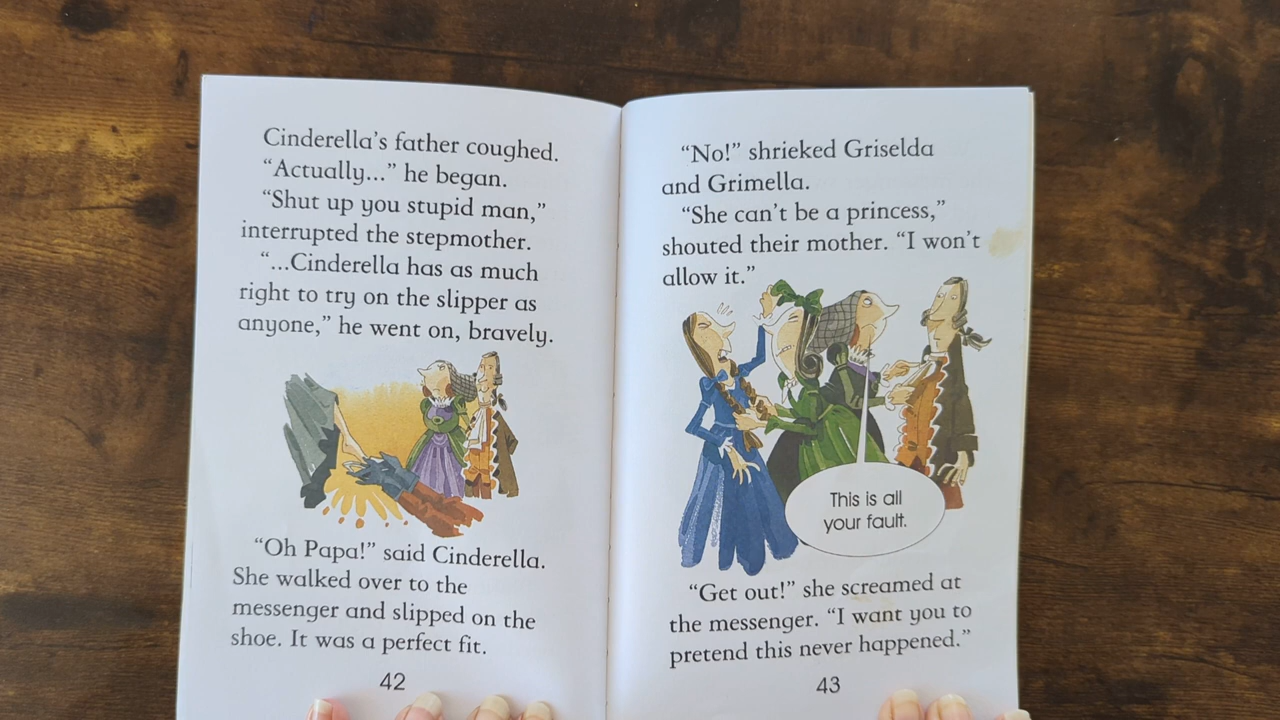 Cinderella's father coughed.
“Actually...” he began.
“Shut up you stupid man,”
interrupted the stepmother.
“...Cinderella has as much
right to try on the slipper as
anyone,” he went on, bravely.
“Oh Papa!” said Cinderella.
She walked over to the
messenger and slipped on the
shoe. It was a perfect fit.
42
“No!” shrieked Griselda
and Grimella.
“She can't be a princess,”
shouted their mother. “I won't
allow it.”
This is all
your fault.
“Get out!” she screamed at
the messenger. “I want you to
pretend this never happened.”
43